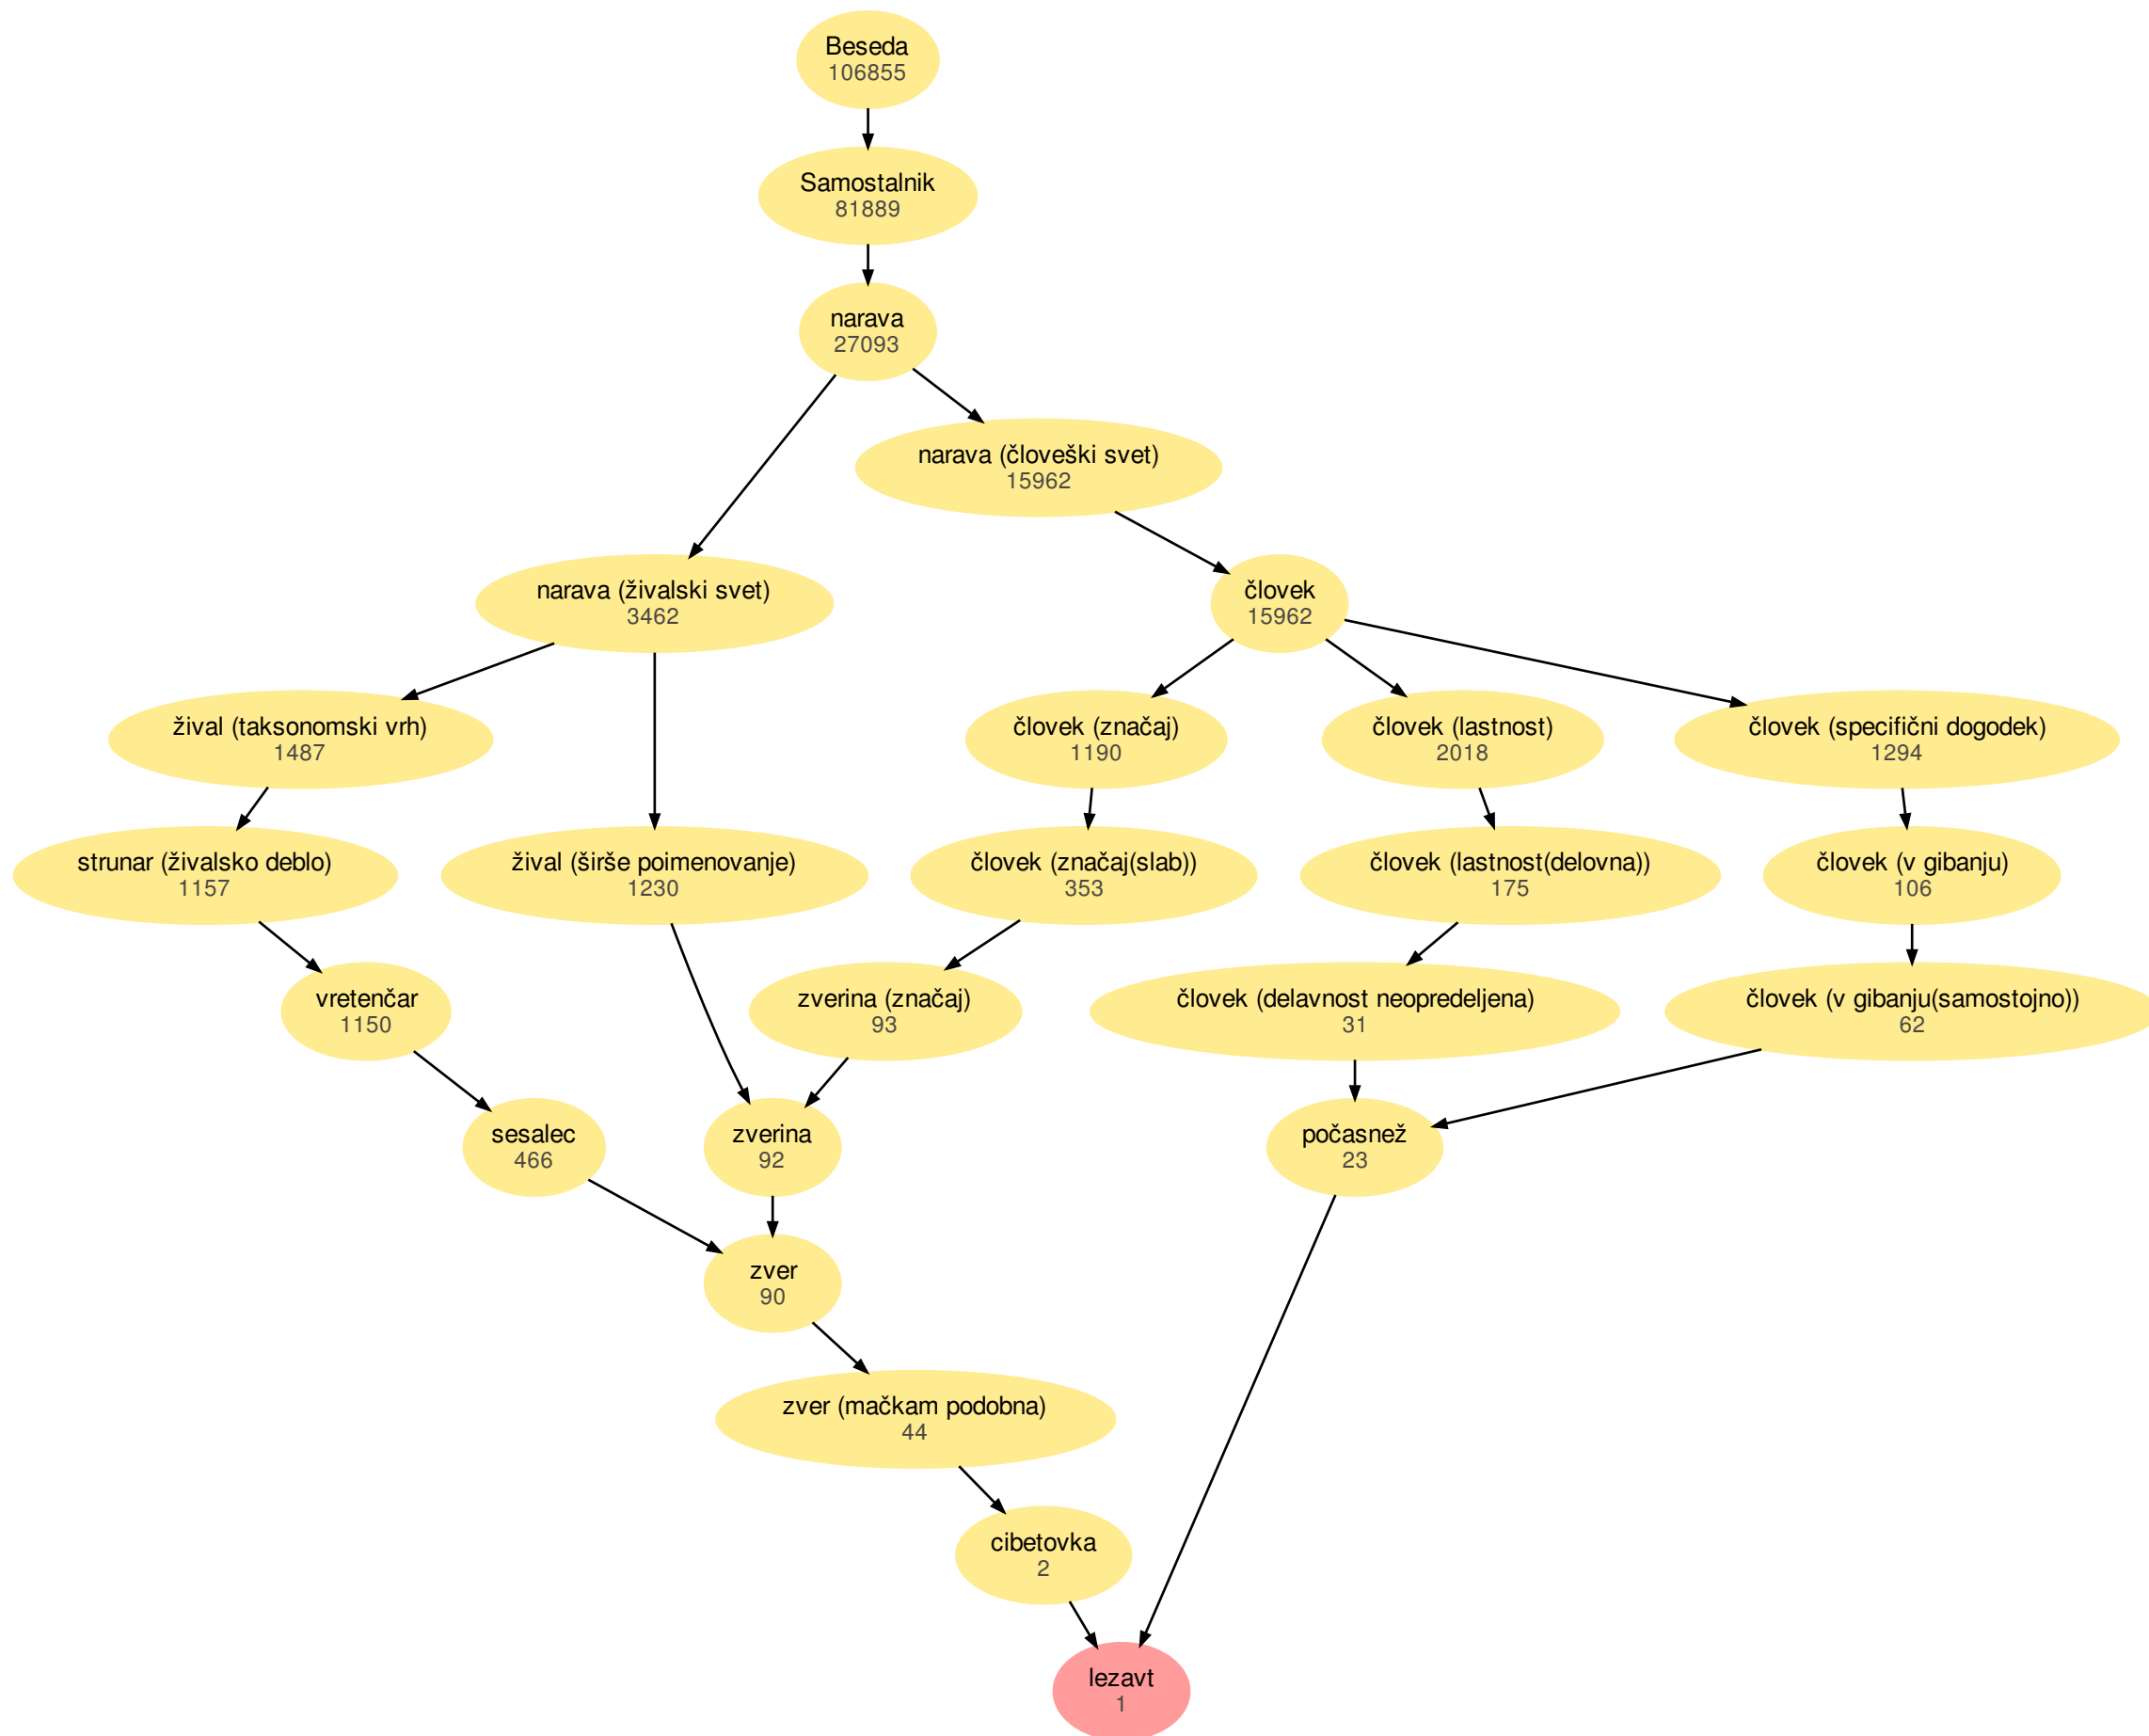 Beseda
106855
Samostalnik
81889
narava
27093
narava (človeški svet)
15962
narava (živalski svet)
3462
človek
15962
žival (taksonomski vrh)
1487
človek (značaj)
1190
človek (lastnost)
2018
človek (specifični dogodek)
1294
strunar (živalsko deblo)
1157
žival (širše poimenovanje)
1230
človek (značaj(slab))
353
človek (lastnost(delovna))
175
človek (v gibanju)
106
vretenčar
1150
zverina (značaj)
93
človek (delavnost neopredeljena)
31
človek (v gibanju(samostojno))
62
sesalec
466
zverina
92
počasnež
23
zver
90
zver (mačkam podobna)
44
cibetovka
2
lezavt
1